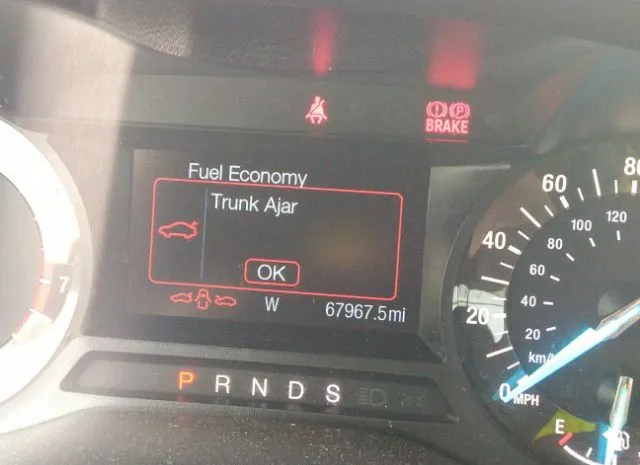 BRAKE
Fuel Economy
Trunk Ajar
OK
W 67967.5mi
7
P R N D S
0 20 40 60 80
20 40 60 80 100 120
km/
MPH
E